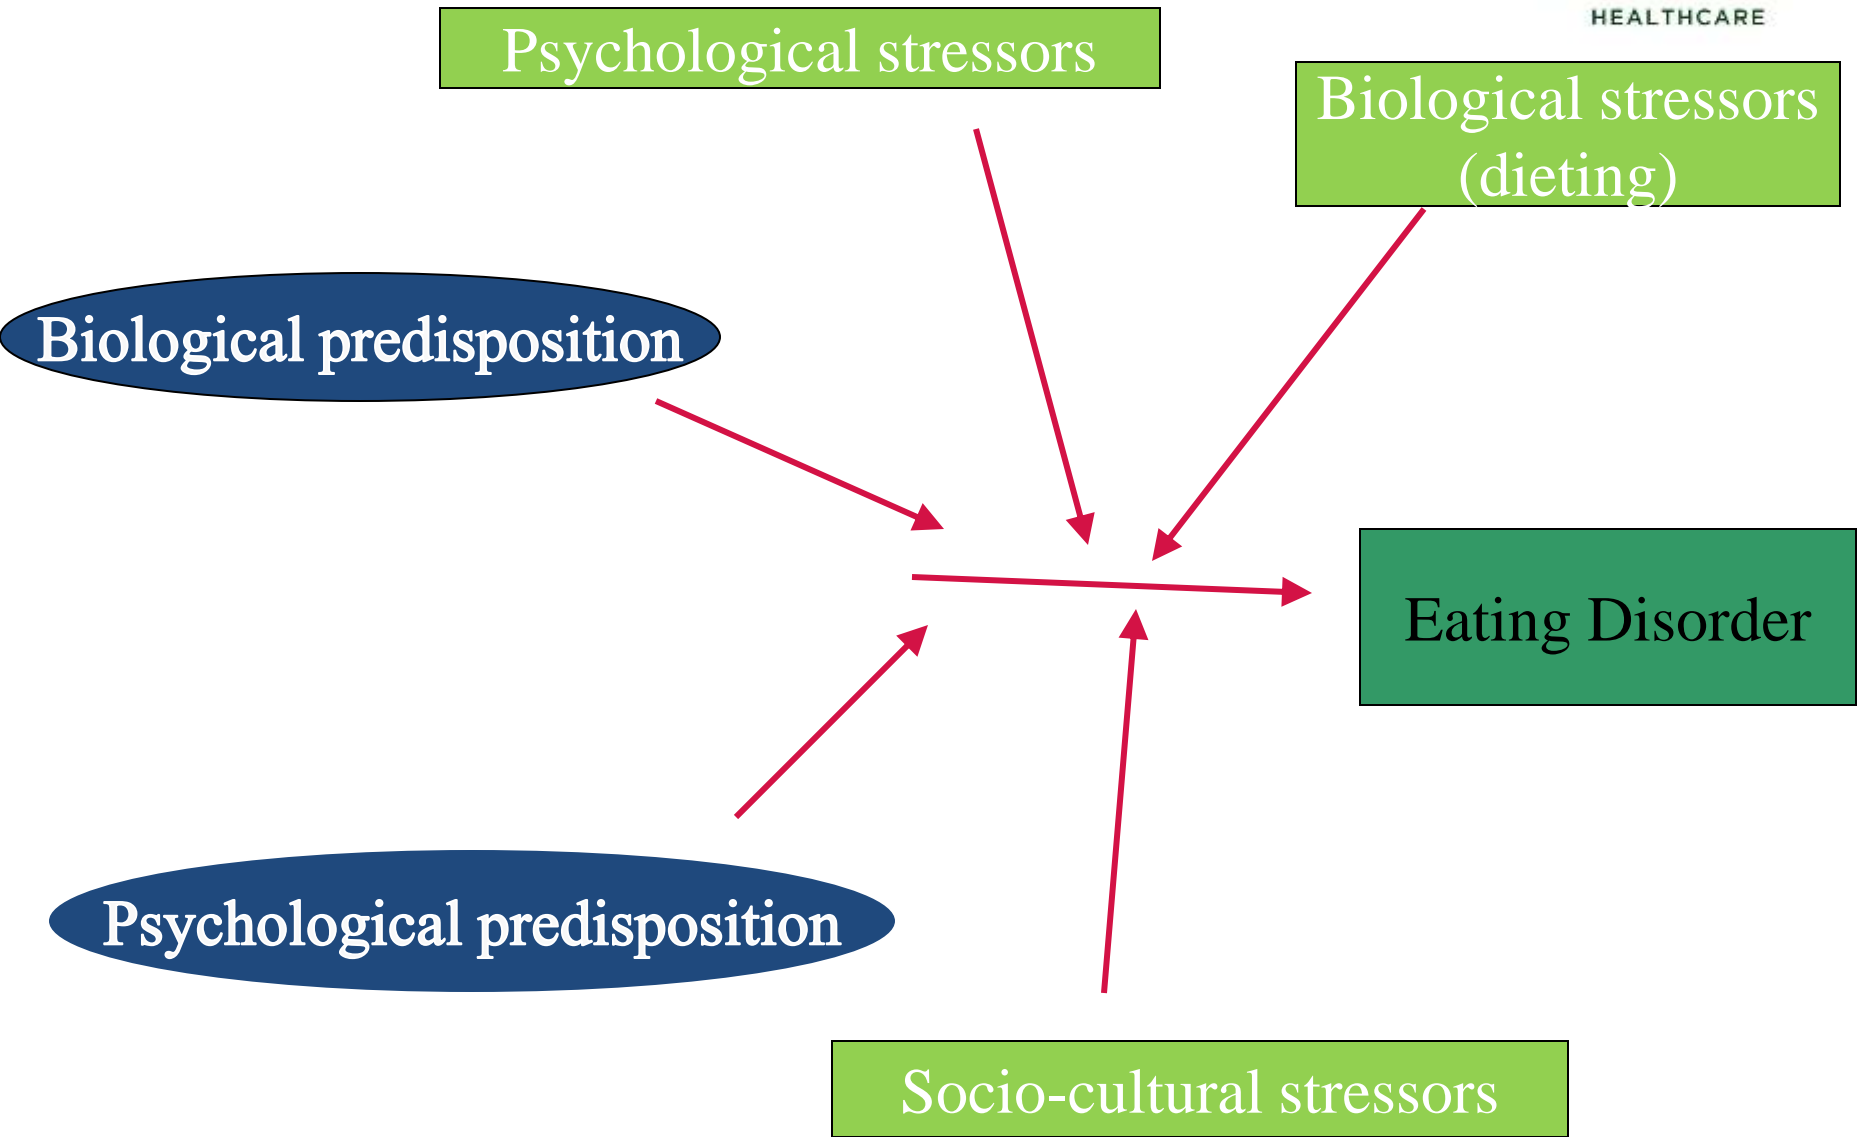 HEALTHCARE
Psychological stressors
Biological stressors
(dieting)
Biological predisposition
Eating Disorder
Psychological predisposition
Socio-cultural stressors